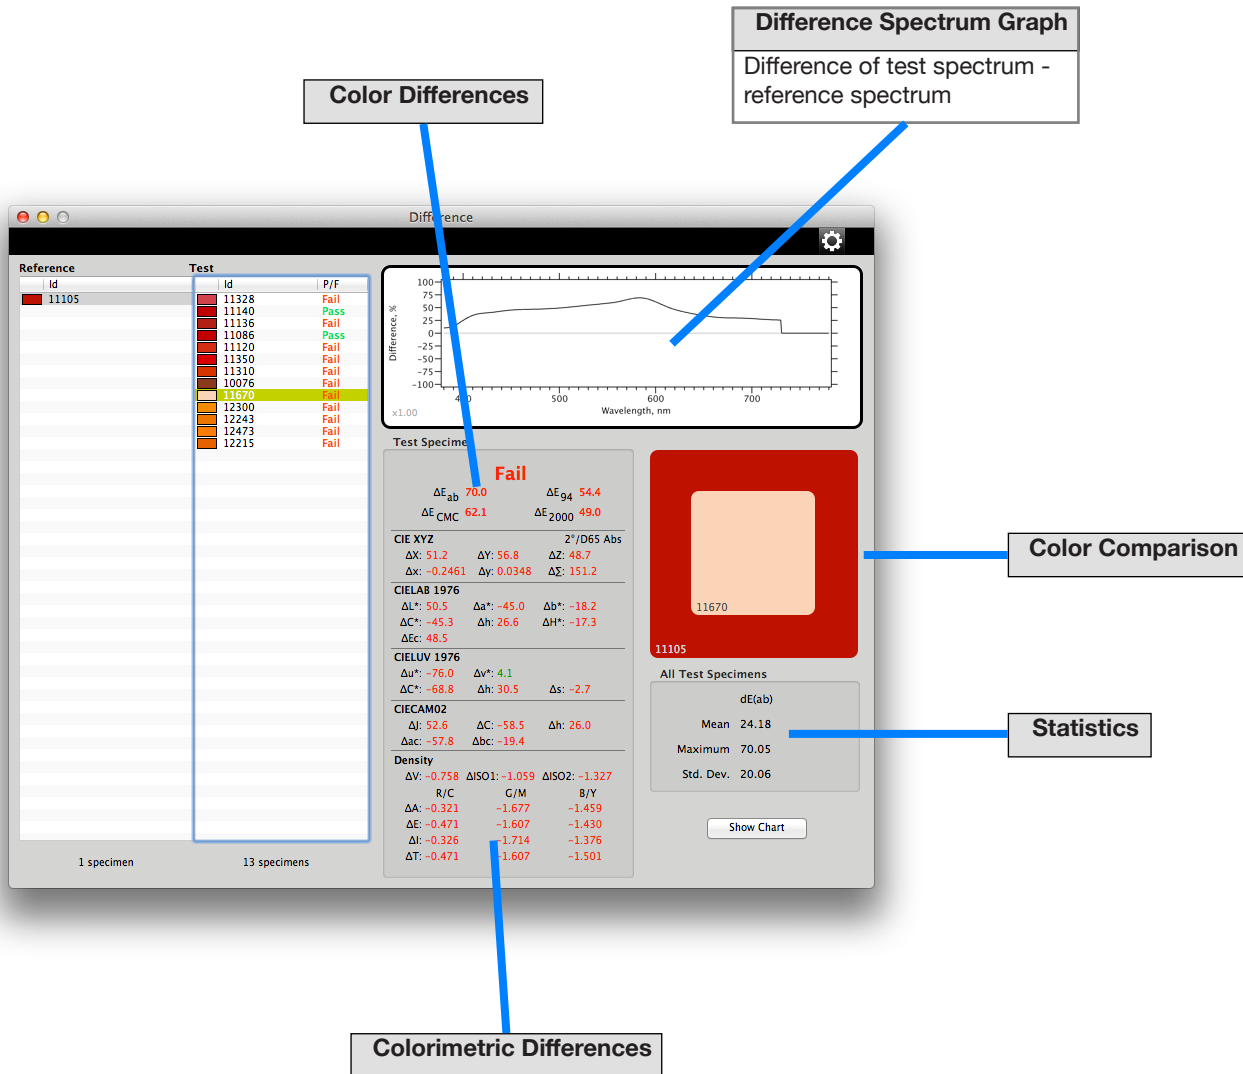 Difference Spectrum Graph
Difference of test spectrum -
reference spectrum
Color Differences
Difference
Reference
Test
Id
Id P/F
11105
11328 Fail
11140 Pass
11136 Fail
11086 Pass
11120 Fail
11350 Fail
11310 Fail
10076 Fail
11670 Fail
12300 Fail
12243 Fail
12473 Fail
12215 Fail
1 specimen
13 specimens
Difference, %
100
75
50
25
0
-25
-50
-75
-100
500 600 700
Wavelength, nm
x1.00
Test Specimen
Fail
ΔEab 70.0 ΔE94 54.4
ΔECMC 62.1 ΔE2000 49.0
CIE XYZ 2°/D65 Abs
ΔX: 51.2 ΔY: 56.8 ΔZ: 48.7
Δx: -0.2461 Δy: 0.0348 ΔΣ: 151.2
CIELAB 1976
ΔL*: 50.5 Δa*: -45.0 Δb*: -18.2
ΔC*: -45.3 Δh: 26.6 ΔH*: -17.3
ΔEc: 48.5
CIELUV 1976
Δu*: -76.0 Δv*: 4.1
ΔC*: -68.8 Δh: 30.5 Δs: -2.7
CIECAM02
ΔJ: 52.6 ΔC: -58.5 Δh: 26.0
Δac: -57.8 Δbc: -19.4
Density
ΔV: -0.758 ΔISO1: -1.059 ΔISO2: -1.327
R/C G/M B/Y
ΔA: -0.321 -1.677 -1.459
ΔE: -0.471 -1.607 -1.430
ΔI: -0.326 -1.714 -1.376
ΔT: -0.471 -1.607 -1.501
11670
11105
Color Comparison
All Test Specimens
dE(ab)
Mean 24.18
Maximum 70.05
Std. Dev. 20.06
Show Chart
Statistics
Colorimetric Differences